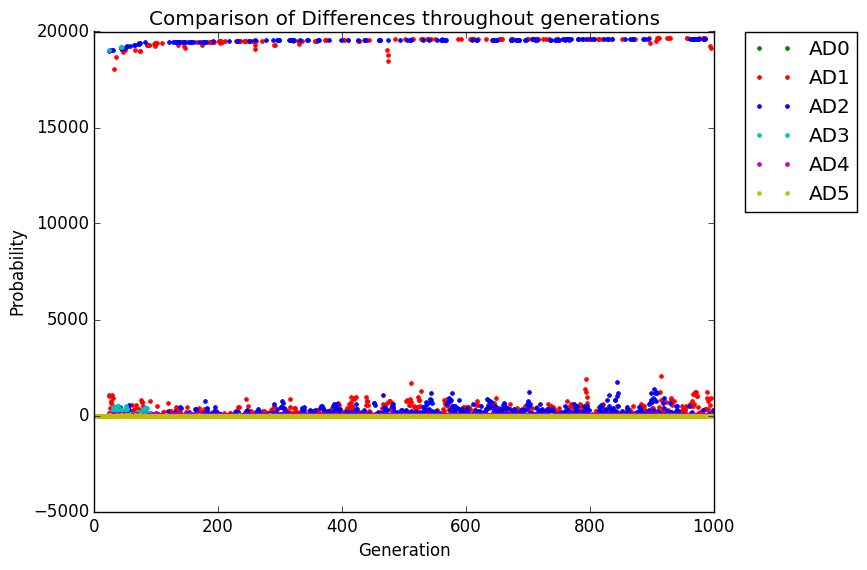 Comparison of Differences throughout generations
20000
15000
10000
5000
0
−5000
Probability
0 200 400 600 800 1000
Generation
AD0
AD1
AD2
AD3
AD4
AD5